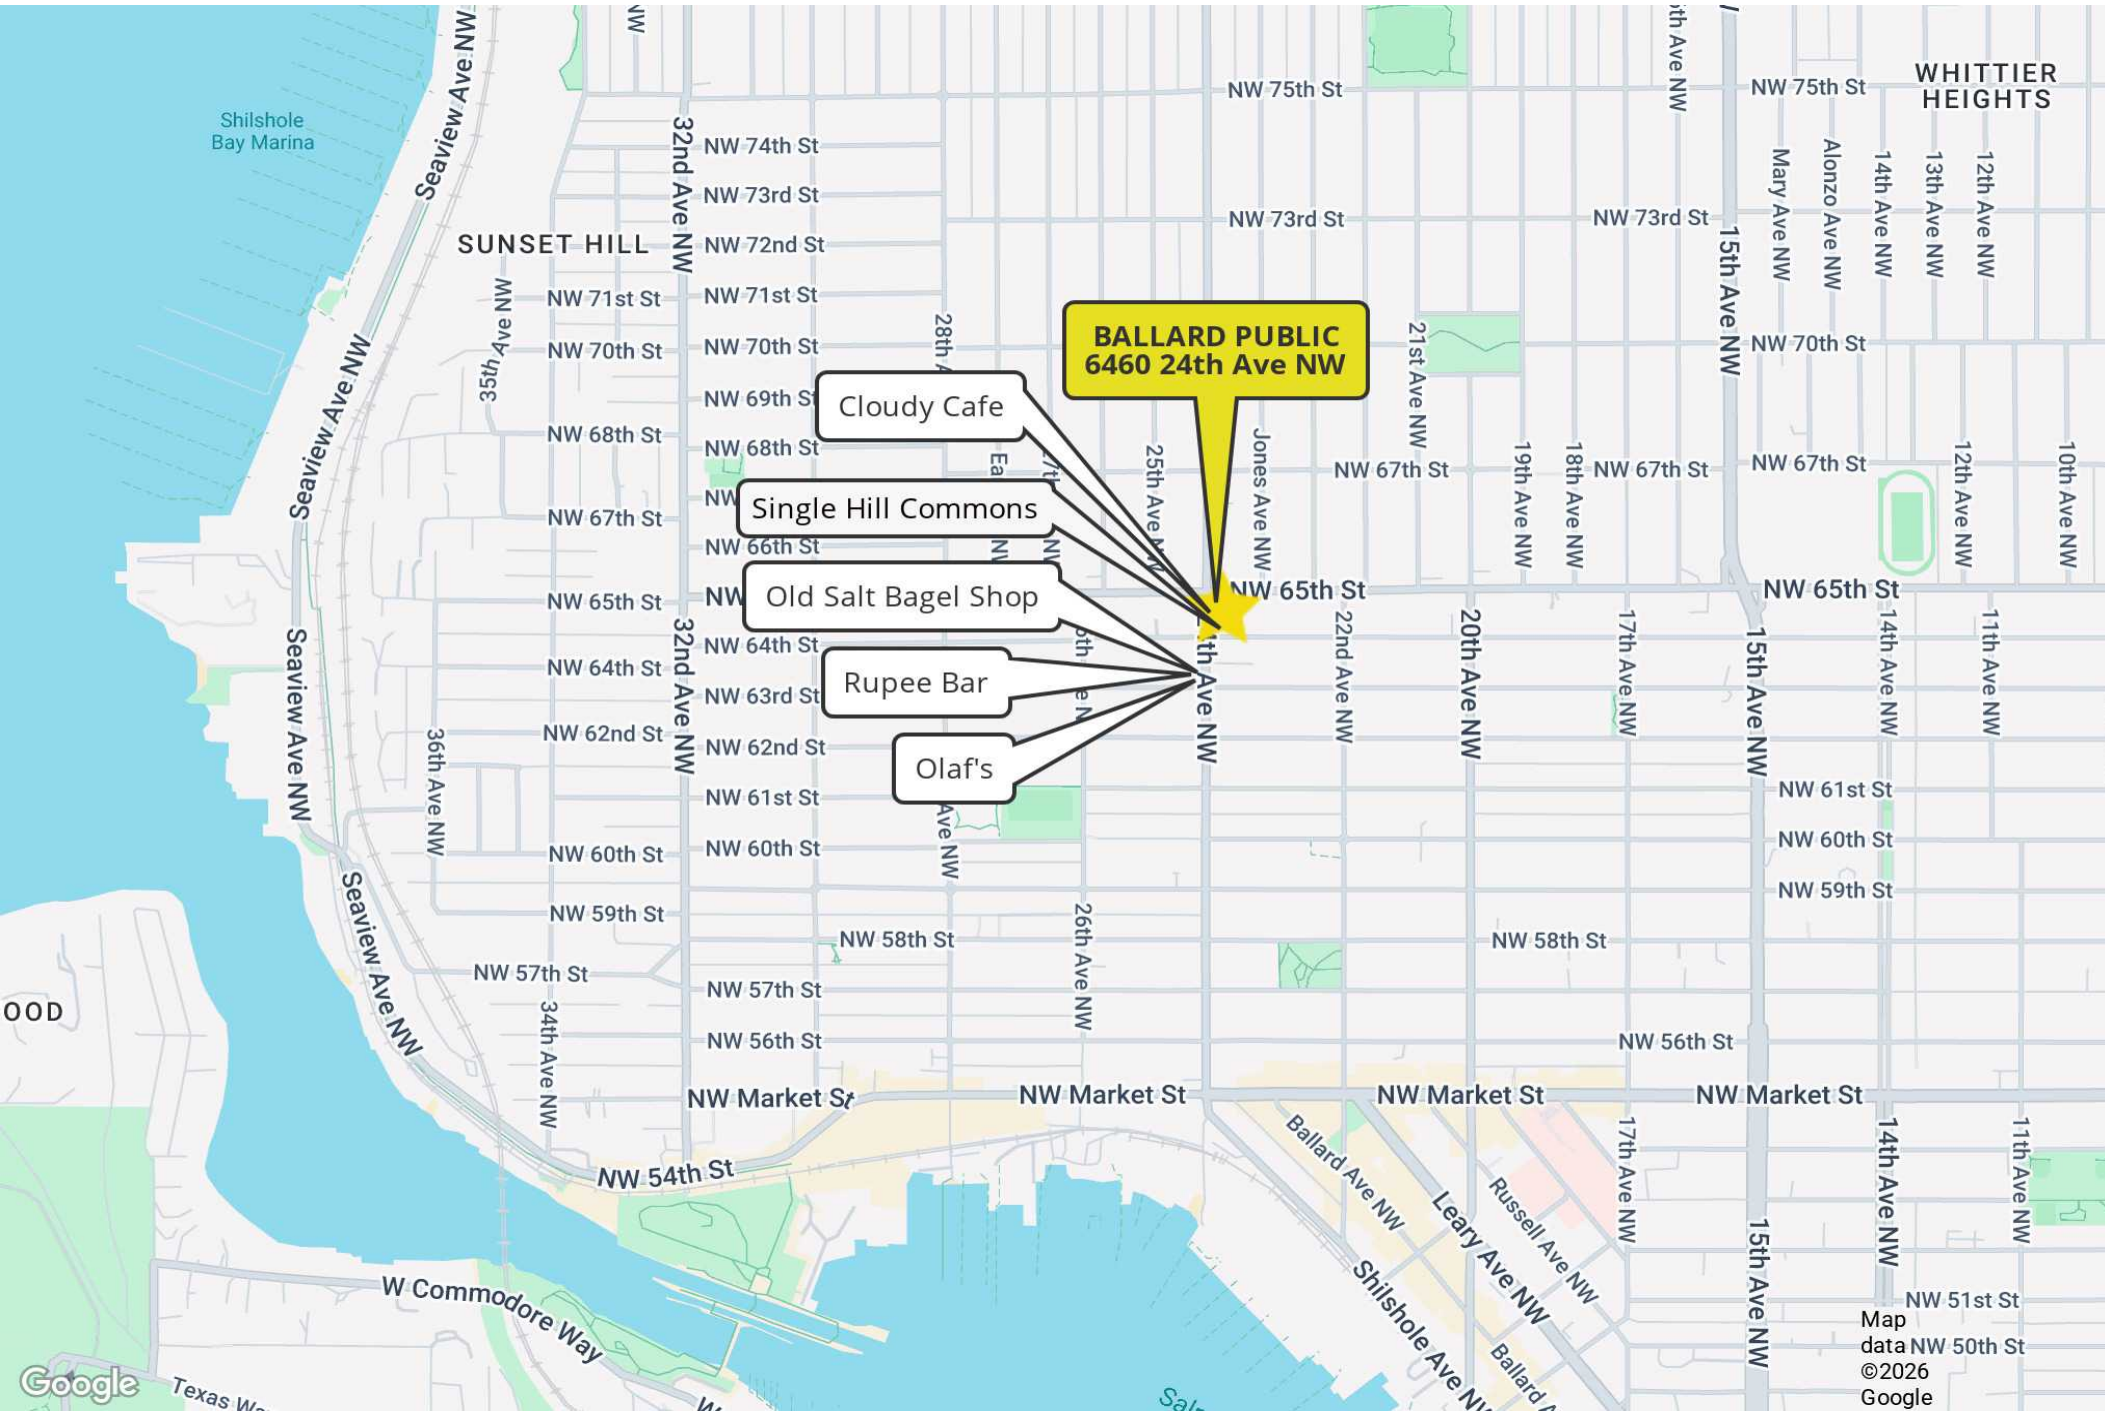 Shilshole
Bay Marina
Seaview Ave NW
NW
NW 75th St
NW 75th St
WHITTIER
HEIGHTS
32nd Ave NW
NW 74th St
NW 73rd St
NW 73rd St
NW 73rd St
SUNSET HILL
NW 72nd St
15th Ave NW
Mary Ave NW
Alonzo Ave NW
14th Ave NW
13th Ave NW
12th Ave NW
NW 71st St
NW 71st St
35th Ave NW
NW 70th St
NW 70th St
NW 70th St
28th
BALLARD PUBLIC
6460 24th Ave NW
21st Ave NW
Seaview Ave NW
NW 69th
Cloudy Cafe
NW 68th St
NW 68th St
25th Ave NW
Jones Ave NW
NW 67th St
NW 67th St
NW 67th St
19th Ave NW
18th Ave NW
12th Ave NW
10th Ave NW
NW 67th St
NW
Single Hill Commons
NW 66th St
NW 65th St
NW
Old Salt Bagel Shop
NW 65th St
NW 65th St
NW 64th St
NW 64th St
Seaview Ave NW
32nd Ave NW
Rupee Bar
Ave NW
22nd Ave NW
20th Ave NW
17th Ave NW
15th Ave NW
14th Ave NW
11th Ave NW
NW 63rd St
NW 62nd St
NW 62nd St
36th Ave NW
Olaf's
NW 61st St
NW 61st St
Ave NW
NW 60th St
NW 60th St
NW 60th St
NW 59th St
NW 59th St
Seaview Ave NW
26th Ave NW
NW 58th St
NW 58th St
NW 57th St
NW 57th St
OOD
34th Ave NW
NW 56th St
NW 56th St
NW Market St
NW Market St
NW Market St
NW Market St
Ballard Ave NW
17th Ave NW
14th Ave NW
11th Ave NW
NW 54th St
Leary Ave NW
Russell Ave NW
15th Ave NW
Shilshole Ave NW
W Commodore Way
NW 51st St
NW 50th St
Ballard
Map
data
©2026
Google
Google
Texas
W